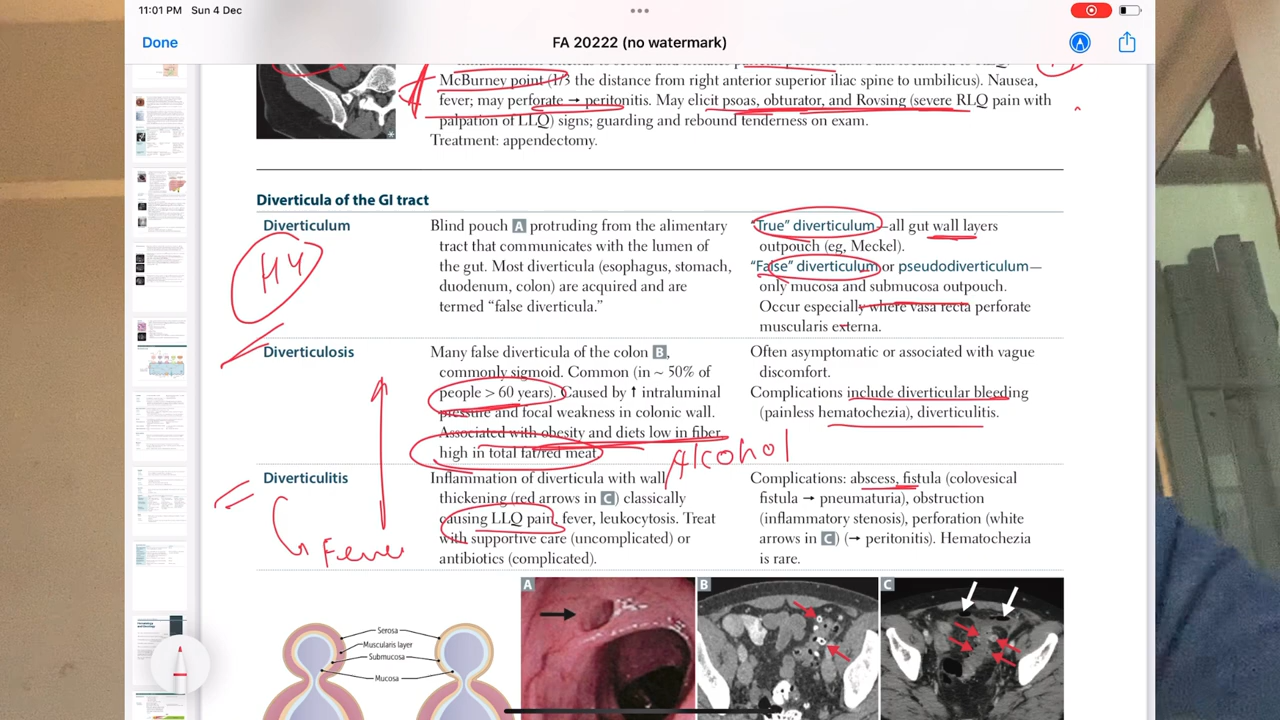 11:01 PM Sun 4 Dec
Done
FA 20222 (no watermark)
McBurney point (1/3 the distance from right anterior superior iliac spine to umbilicus). Nausea,
fever; may perforate → peritonitis. May elicit psoas, obturator, and Rovsing (severe RLQ pain with
palpation of LLQ) signs; guarding and rebound tenderness on exam.
Treatment: appendectomy.
Diverticula of the GI tract
Diverticulum
Blind pouch A protruding from the alimentary
tract that communicates with the lumen of
the gut. Most diverticula (esophagus, stomach,
duodenum, colon) are acquired and are
termed “false diverticula.”
“True” diverticulum—all gut wall layers
outpouch (eg, Meckel).
“False” diverticulum or pseudodiverticulum—
only mucosa and submucosa outpouch.
Occur especially where vasa recta perforate
muscularis externa.
Diverticulosis
Many false diverticula of the colon B,
commonly sigmoid. Common (in ~ 50% of
people > 60 years). Caused by ↑ intraluminal
pressure and focal weakness in colonic wall.
Associated with obesity and diets low in fiber,
high in total fat/red meat.
Alcohol
Often asymptomatic or associated with vague
discomfort.
Complications include diverticular bleeding
(painless hematochezia), diverticulitis.
Diverticulitis
Fever
Inflammation of diverticula with wall
thickening (red arrows in C) classically
causing LLQ pain, fever, leukocytosis. Treat
with supportive care (uncomplicated) or
antibiotics (complicated).
Complications: abscess, fistula (colovesical
fistula → pneumaturia), obstruction
(inflammatory stenosis), perforation (white
arrows in C) (→ peritonitis). Hematochezia
is rare.
Serosa
Muscularis layer
Submucosa
Mucosa
A
B
C